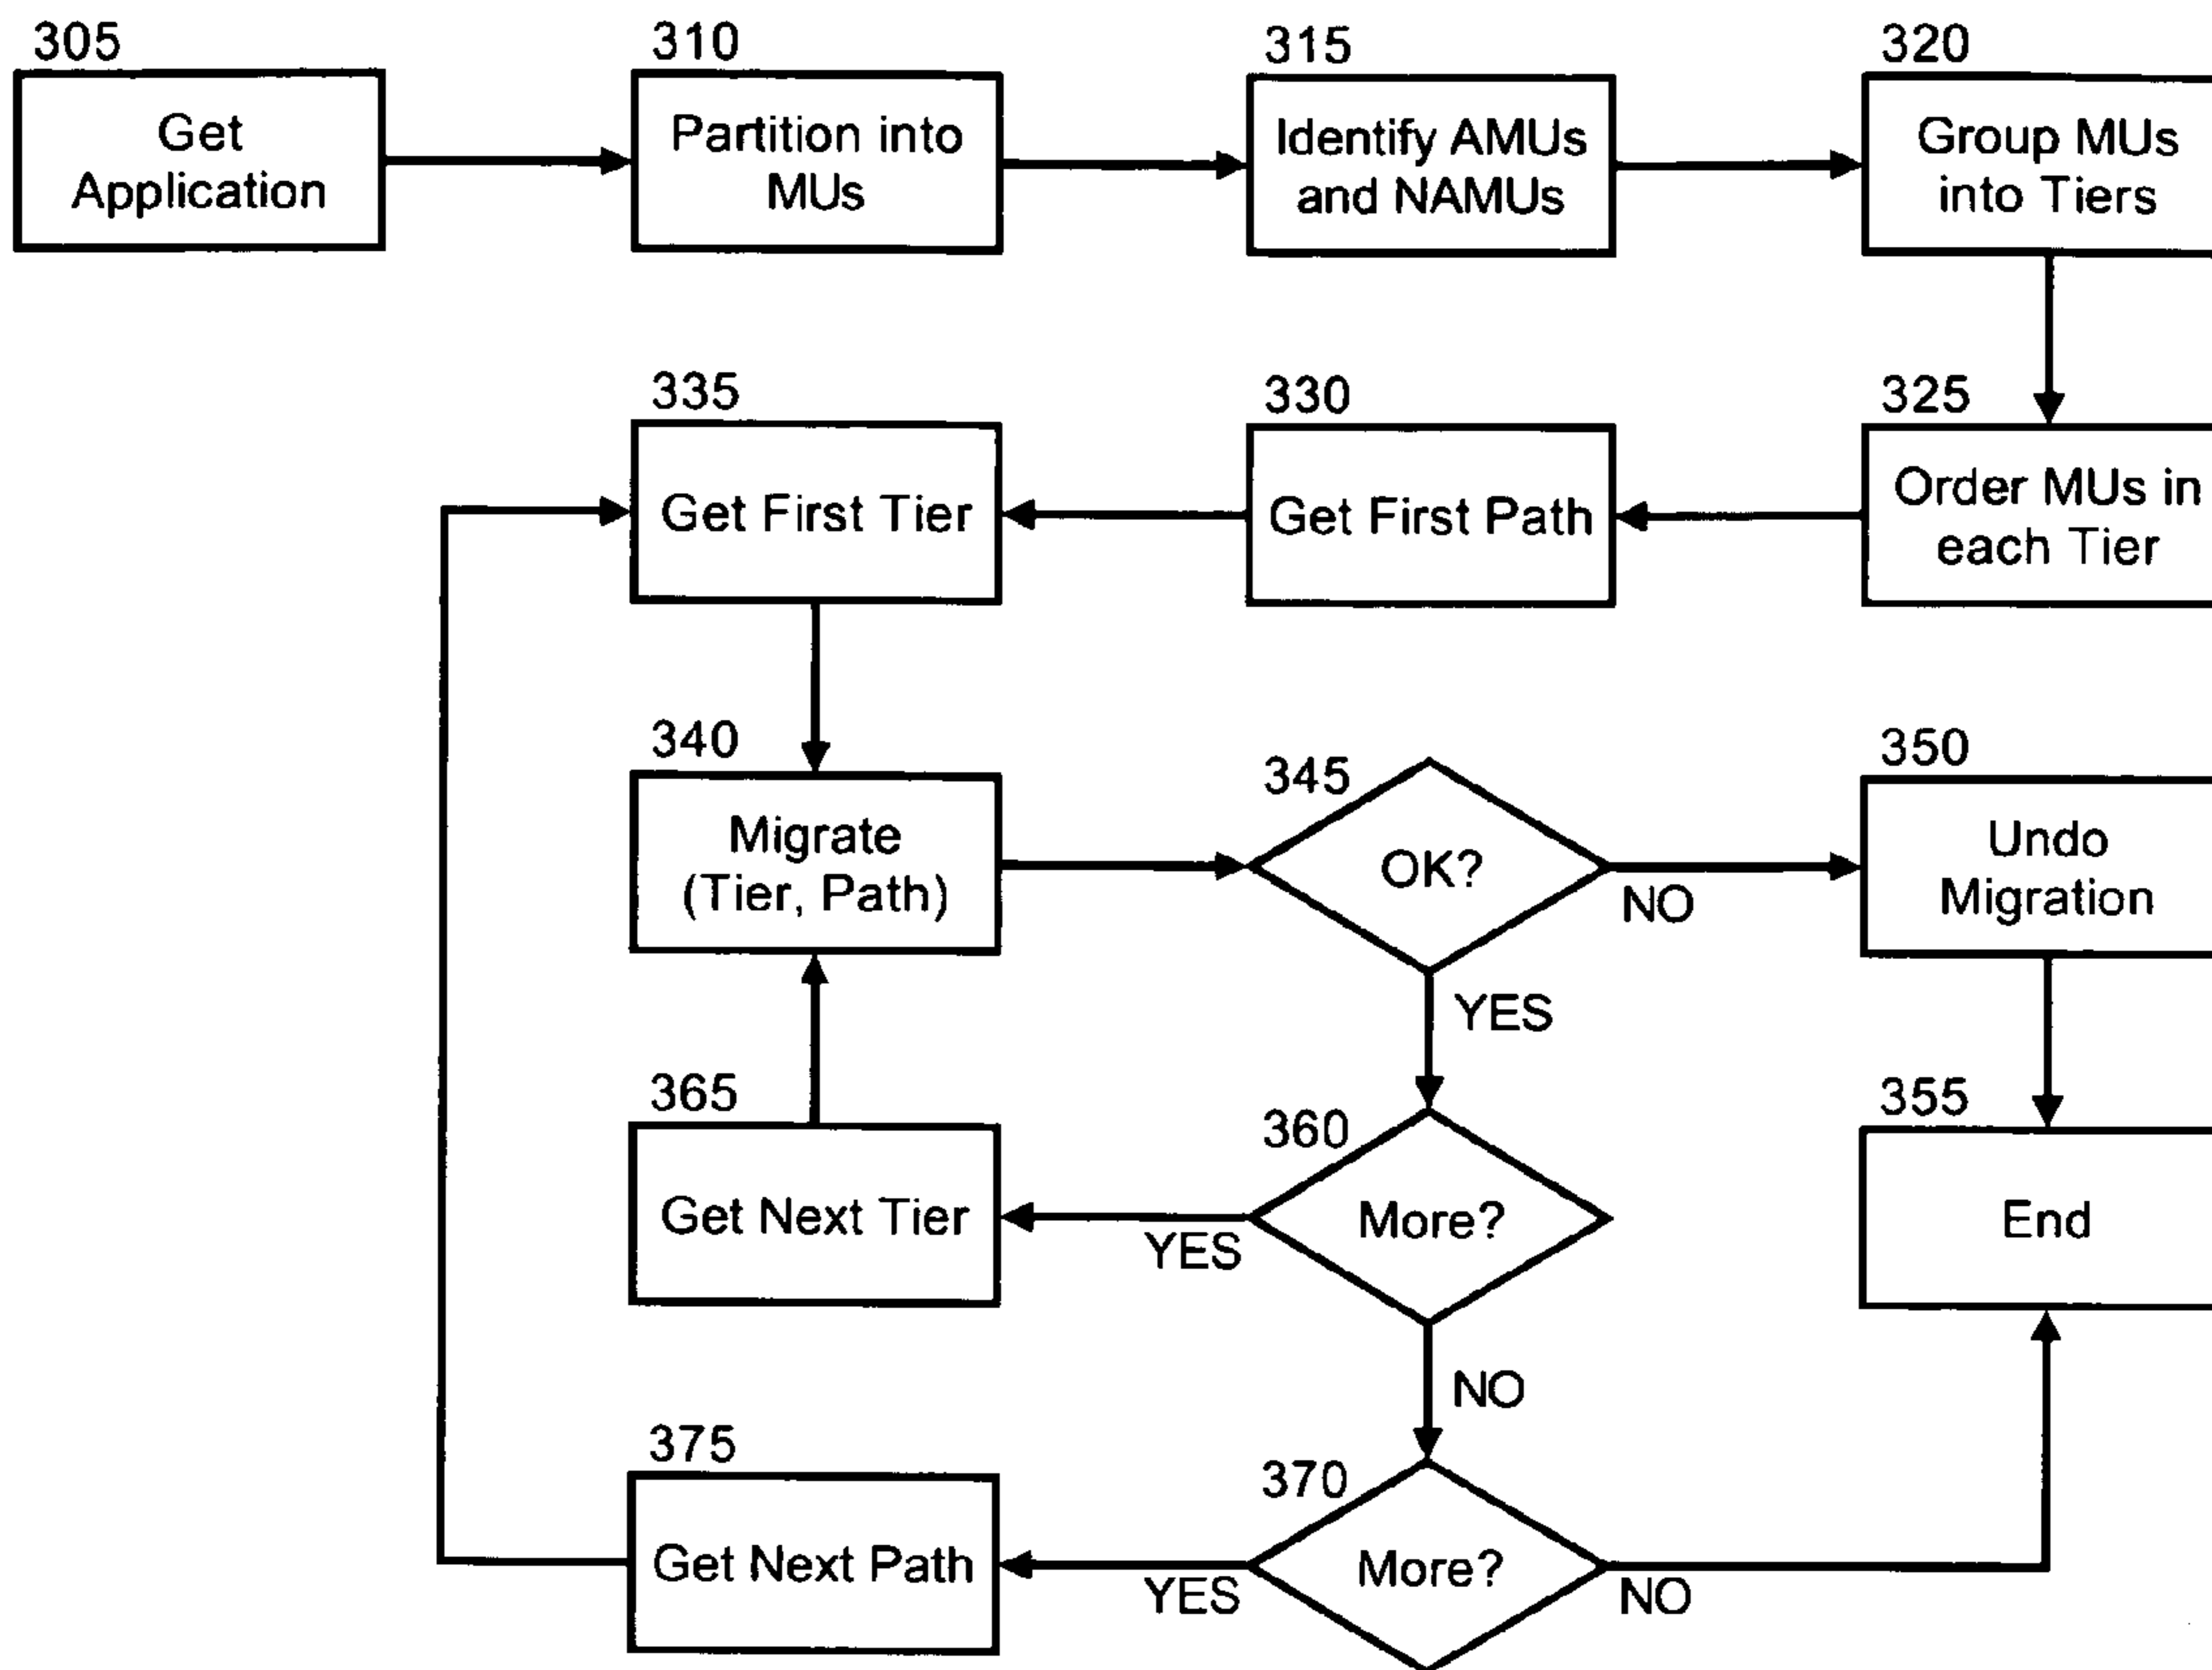 305
Get
Application
310
Partition into
MUs
315
Identify AMUs
and NAMUs
320
Group MUs
into Tiers
335
Get First Tier
330
Get First Path
325
Order MUs in
each Tier
340
Migrate
(Tier, Path)
345
OK?
NO
YES
350
Undo
Migration
365
Get Next Tier
360
More?
YES
NO
355
End
375
Get Next Path
370
More?
YES
NO